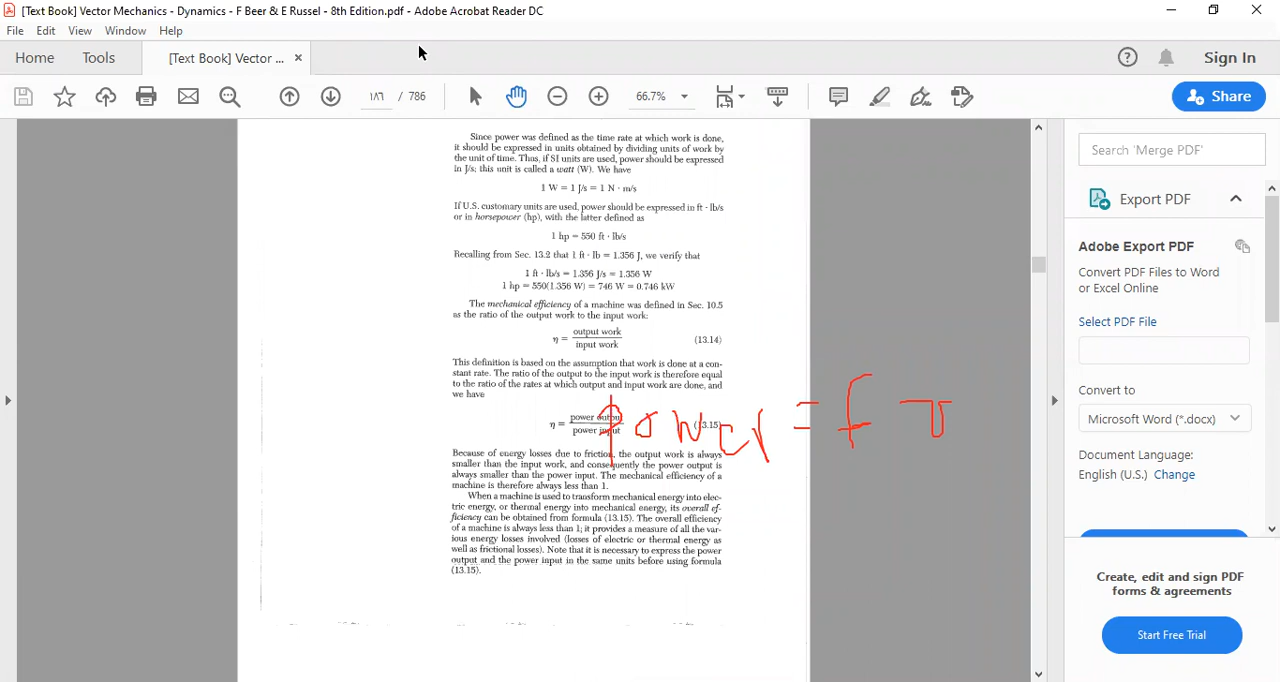 [Text Book] Vector Mechanics - Dynamics - F Beer & E Russel - 8th Edition.pdf - Adobe Acrobat Reader DC
File Edit View Window Help
Home Tools [Text Book] Vector ... × Sign In
١٨٦ / 786 66.7% Share
Since power was defined as the time rate at which work is done,
it should be expressed in units obtained by dividing units of work by
the unit of time. Thus, if SI units are used, power should be expressed
in J/s; this unit is called a watt (W). We have
1 W = 1 J/s = 1 N · m/s
If U.S. customary units are used, power should be expressed in ft · lb/s
or in horsepower (hp), with the latter defined as
1 hp = 550 ft · lb/s
Recalling from Sec. 13.2 that 1 ft · lb = 1.356 J, we verify that
1 ft · lb/s = 1.356 J/s = 1.356 W
1 hp = 550(1.356 W) = 746 W = 0.746 kW
The mechanical efficiency of a machine was defined in Sec. 10.5
as the ratio of the output work to the input work:
η = output work / input work (13.14)
This definition is based on the assumption that work is done at a con-
stant rate. The ratio of the output to the input work is therefore equal
to the ratio of the rates at which output and input work are done, and
we have
η = power output / power input (13.15)
Power = F v
Because of energy losses due to friction, the output work is always
smaller than the input work, and consequently the power output is
always smaller than the power input. The mechanical efficiency of a
machine is therefore always less than 1.
When a machine is used to transform mechanical energy into elec-
tric energy, or thermal energy into mechanical energy, its overall ef-
ficiency can be obtained from formula (13.15). The overall efficiency
of a machine is always less than 1; it provides a measure of all the var-
ious energy losses involved (losses of electric or thermal energy as
well as frictional losses). Note that it is necessary to express the power
output and the power input in the same units before using formula
(13.15).
Search 'Merge PDF'
Export PDF
Adobe Export PDF
Convert PDF Files to Word
or Excel Online
Select PDF File
Convert to
Microsoft Word (*.docx)
Document Language:
English (U.S.) Change
Create, edit and sign PDF
forms & agreements
Start Free Trial